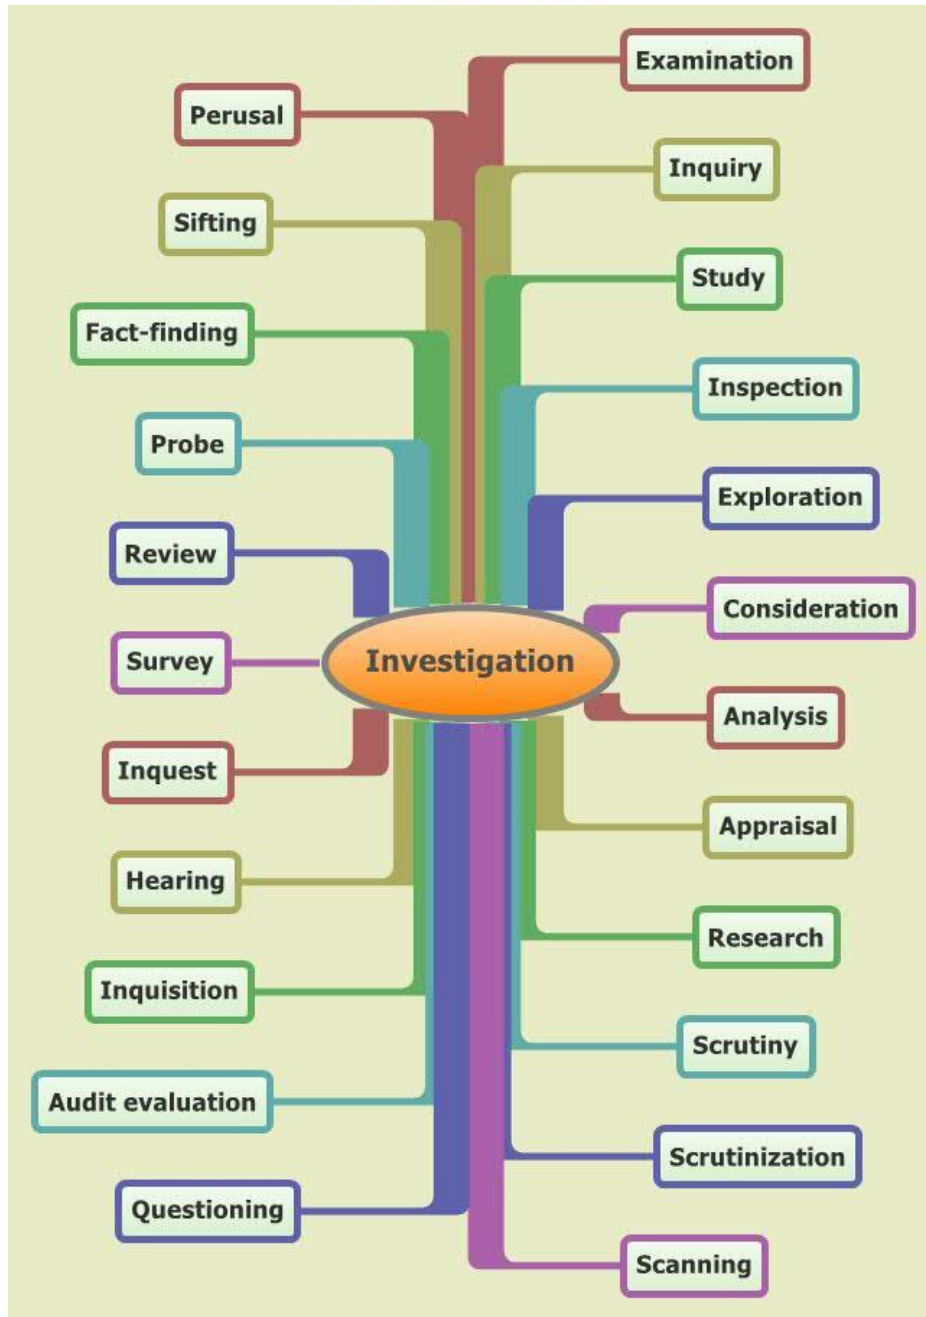 Examination
Perusal
Inquiry
Sifting
Study
Fact-finding
Inspection
Probe
Exploration
Review
Consideration
Investigation
Survey
Analysis
Inquest
Appraisal
Hearing
Research
Inquisition
Scrutiny
Audit evaluation
Scrutinization
Questioning
Scanning